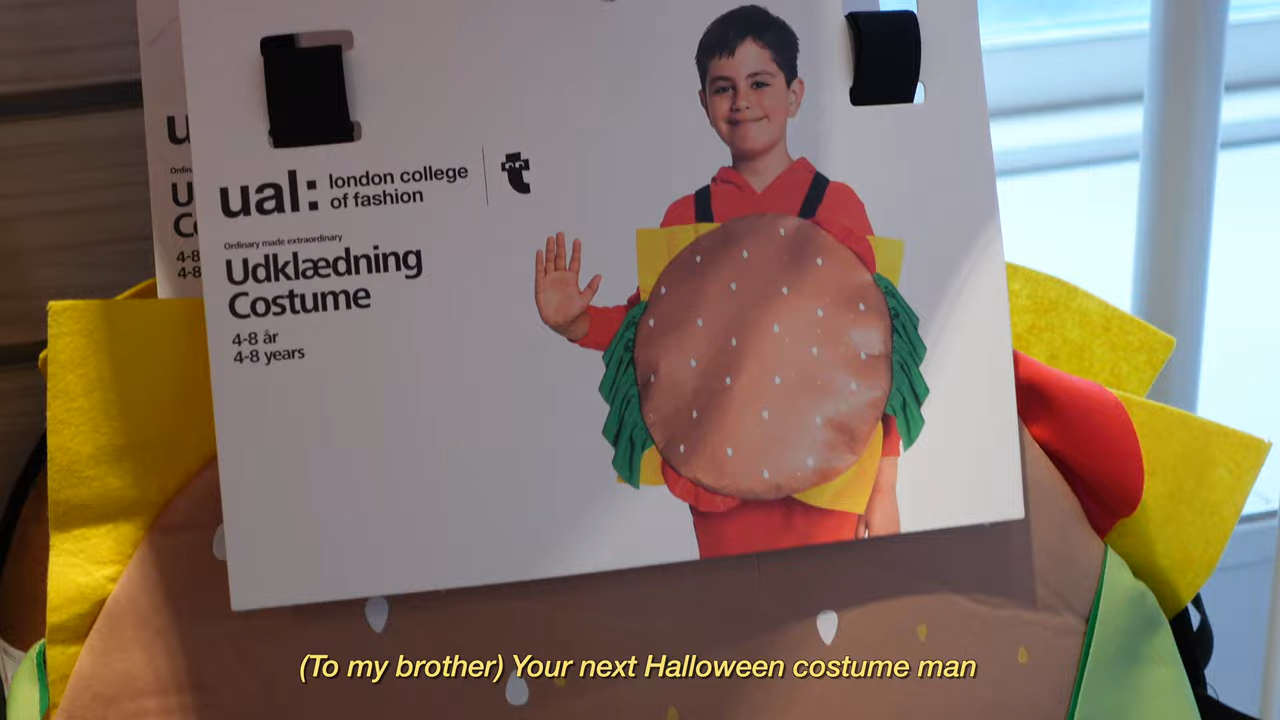 ual: london college
of fashion
Ordinary made extraordinary
Udklædning
Costume
4-8 år
4-8 years
(To my brother) Your next Halloween costume man